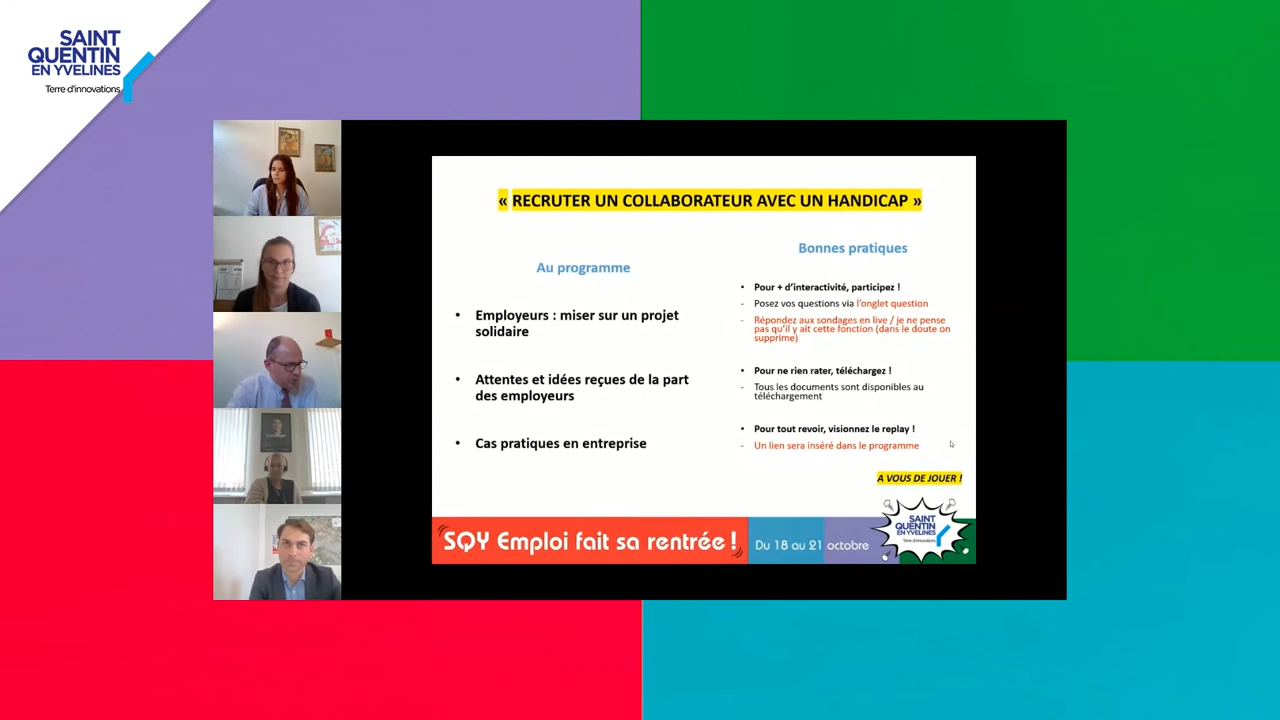 SAINT
QUENTIN
EN YVELINES
Terre d'innovations
« RECRUTER UN COLLABORATEUR AVEC UN HANDICAP »
Au programme
• Employeurs : miser sur un projet
solidaire
• Attentes et idées reçues de la part
des employeurs
• Cas pratiques en entreprise
Bonnes pratiques
• Pour + d'interactivité, participez !
- Posez vos questions via l'onglet question
- Répondez aux sondages en live / je ne pense
pas qu'il y ait cette fonction (dans le doute on
supprime)
• Pour ne rien rater, téléchargez !
- Tous les documents sont disponibles au
téléchargement
• Pour tout revoir, visionnez le replay !
- Un lien sera inséré dans le programme
A VOUS DE JOUER !
SQY Emploi fait sa rentrée !
Du 18 au 21 octobre
SAINT
QUENTIN
EN YVELINES
Terre d'innovations